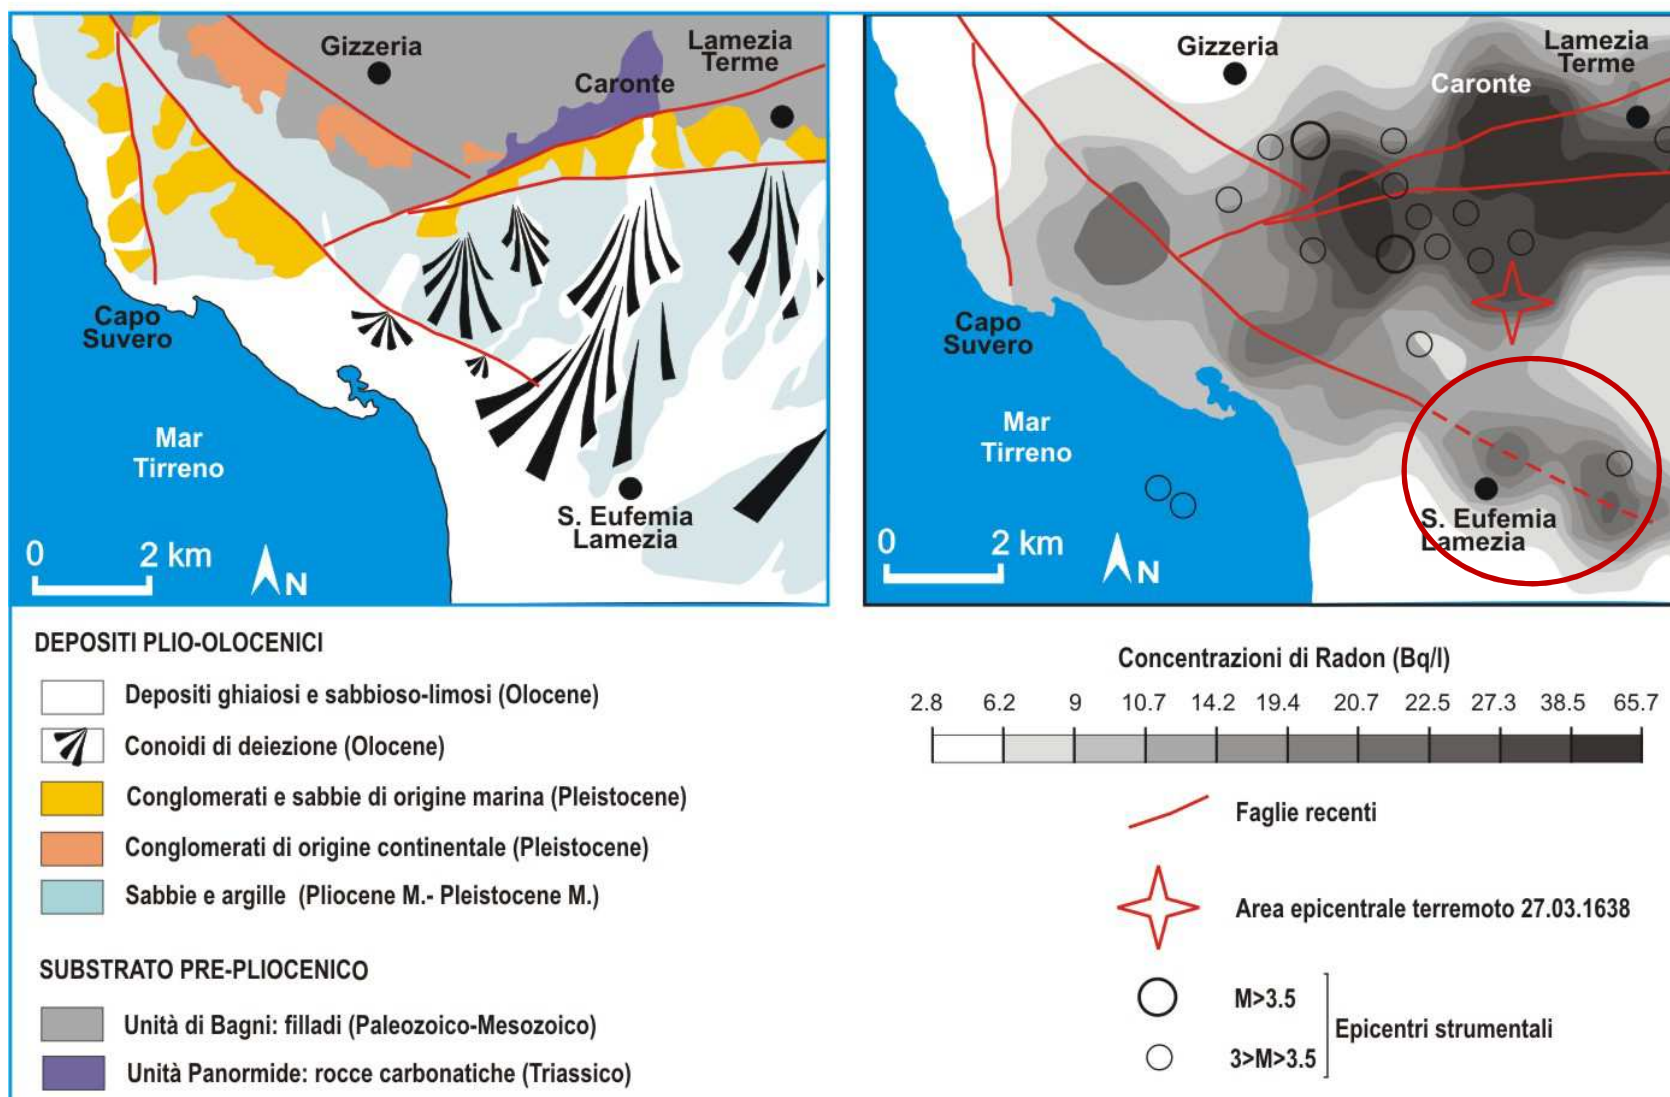 Gizzeria
Lamezia
Terme
Caronte
Capo
Suvero
Mar
Tirreno
S. Eufemia
Lamezia
0 2 km
N
Gizzeria
Lamezia
Terme
Caronte
Capo
Suvero
Mar
Tirreno
S. Eufemia
Lamezia
0 2 km
N
DEPOSITI PLIO-OLOCENICI
Depositi ghiaiosi e sabbioso-limosi (Olocene)
Conoidi di deiezione (Olocene)
Conglomerati e sabbie di origine marina (Pleistocene)
Conglomerati di origine continentale (Pleistocene)
Sabbie e argille (Pliocene M.- Pleistocene M.)
SUBSTRATO PRE-PLIOCENICO
Unità di Bagni: filladi (Paleozoico-Mesozoico)
Unità Panormide: rocce carbonatiche (Triassico)
Concentrazioni di Radon (Bq/l)
2.8 6.2 9 10.7 14.2 19.4 20.7 22.5 27.3 38.5 65.7
Faglie recenti
Area epicentrale terremoto 27.03.1638
M>3.5
3>M>3.5
Epicentri strumentali